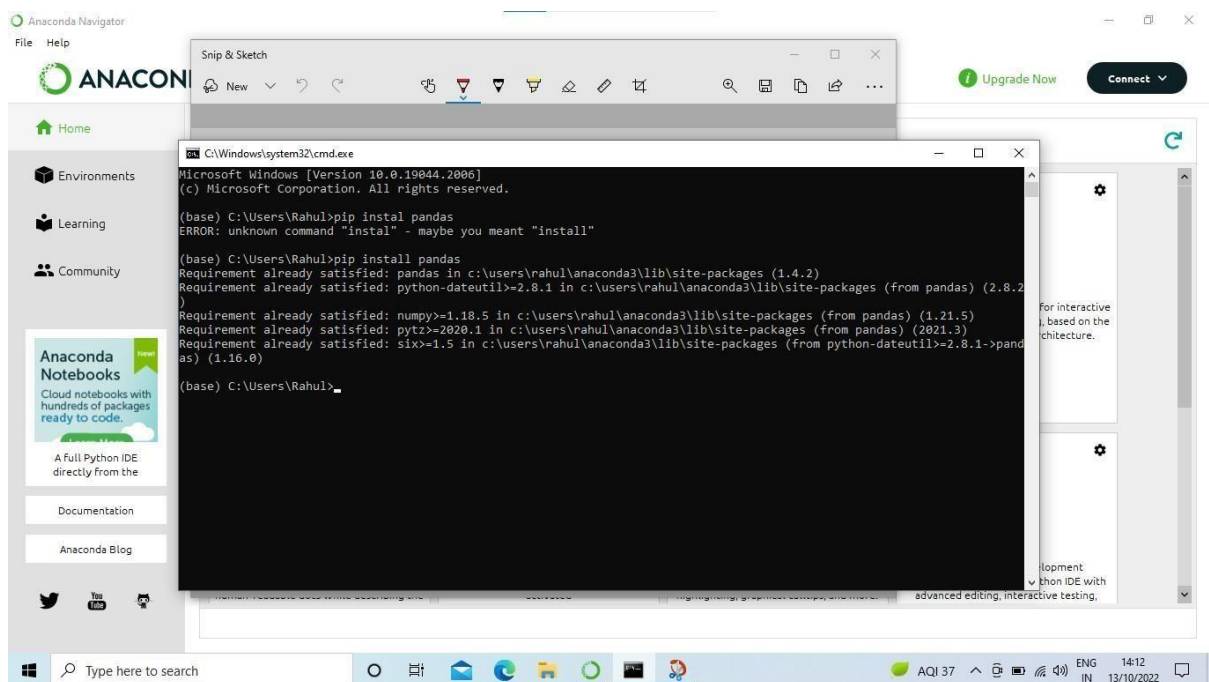 Anaconda Navigator
File Help
Snip & Sketch
New
ANACON
Upgrade Now
Connect
Home
Environments
Learning
Community
C:\Windows\system32\cmd.exe
Microsoft Windows [Version 10.0.19044.2006]
(c) Microsoft Corporation. All rights reserved.
(base) C:\Users\Rahul>pip instal pandas
ERROR: unknown command "instal" - maybe you meant "install"
(base) C:\Users\Rahul>pip install pandas
Requirement already satisfied: pandas in c:\users\rahul\anaconda3\lib\site-packages (1.4.2)
Requirement already satisfied: python-dateutil>=2.8.1 in c:\users\rahul\anaconda3\lib\site-packages (from pandas) (2.8.2
)
Requirement already satisfied: numpy>=1.18.5 in c:\users\rahul\anaconda3\lib\site-packages (from pandas) (1.21.5)
Requirement already satisfied: pytz>=2020.1 in c:\users\rahul\anaconda3\lib\site-packages (from pandas) (2021.3)
Requirement already satisfied: six>=1.5 in c:\users\rahul\anaconda3\lib\site-packages (from python-dateutil>=2.8.1->pand
as) (1.16.0)
(base) C:\Users\Rahul>
for interactive
, based on the
rchitecture.
Anaconda
Notebooks
New!
Cloud notebooks with
hundreds of packages
ready to code.
A full Python IDE
directly from the
Documentation
Anaconda Blog
You
Tube
lopment
thon IDE with
advanced editing, interactive testing,
Type here to search
AQI 37
ENG
IN
14:12
13/10/2022